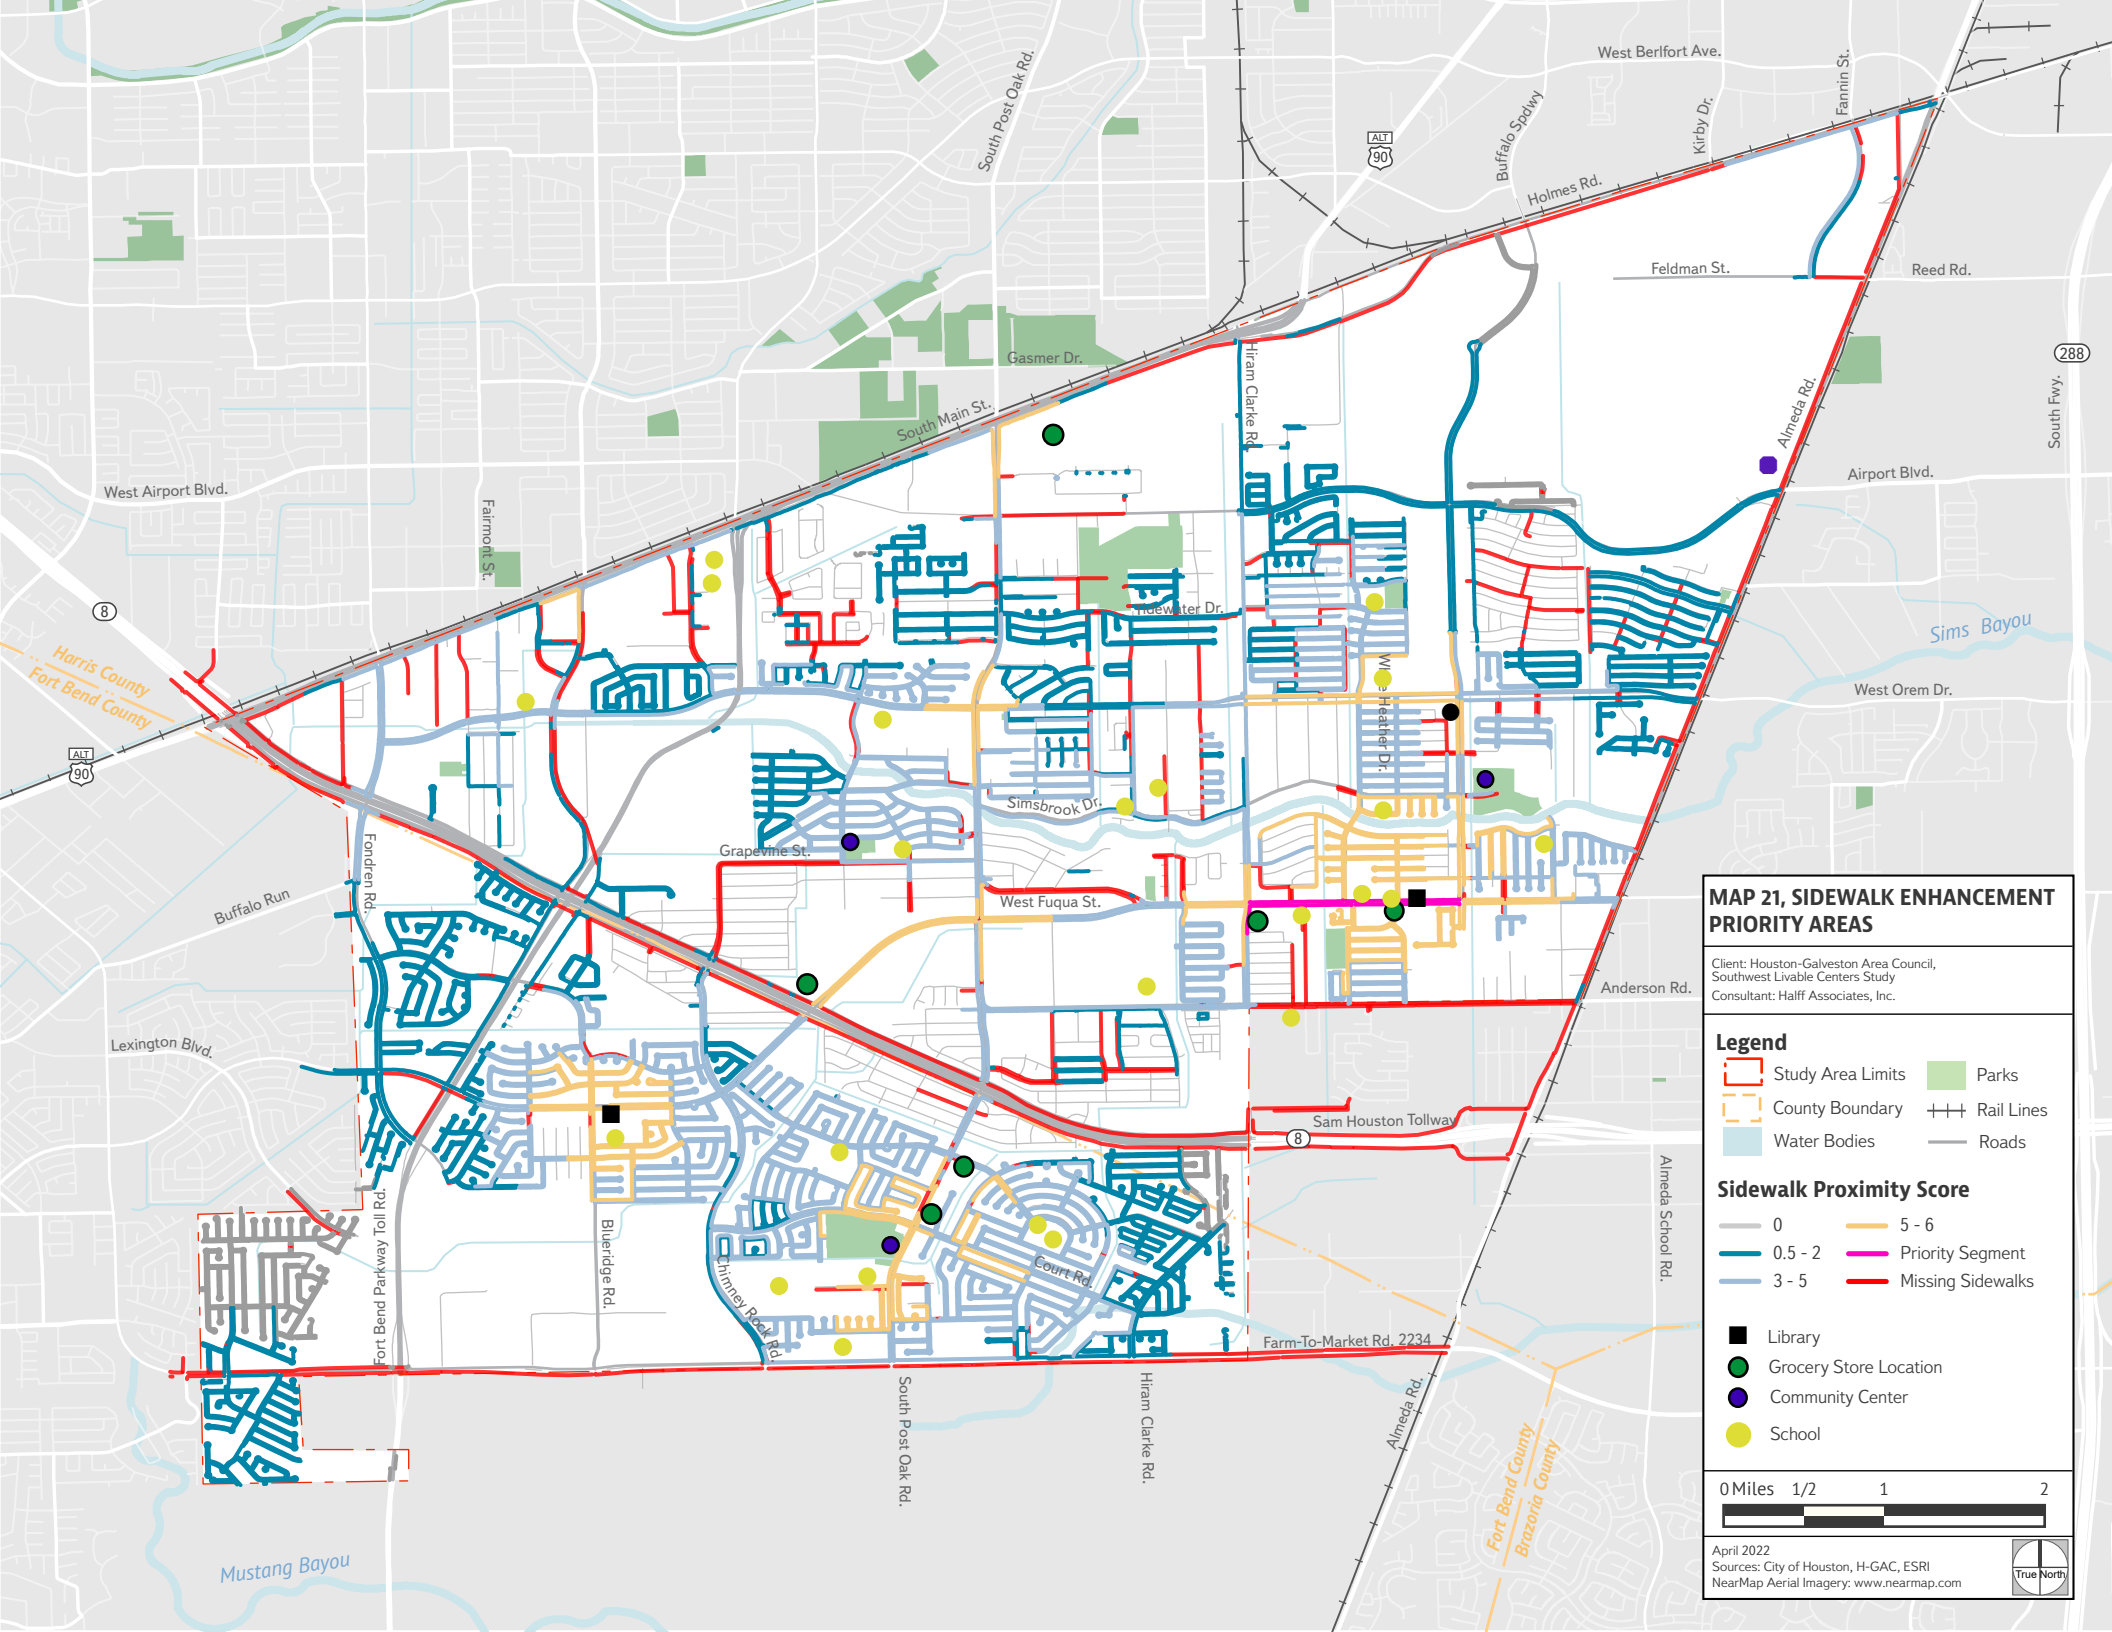 West Berlfort Ave.
South Post Oak Rd.
Fannin St.
Kirby Dr.
Buffalo Spdwy
ALT
90
Holmes Rd.
Feldman St.
Reed Rd.
288
South Fwy.
Gasmer Dr.
Hiram Clarke Rd.
South Main St.
Almeda Rd.
Airport Blvd.
West Airport Blvd.
Fairmont St.
8
Tidewater Dr.
Sims Bayou
Harris County
Fort Bend County
West Orem Dr.
ALT
90
Heather Dr.
Simsbrook Dr.
Grapevine St.
Fondren Rd.
Buffalo Run
West Fuqua St.
Anderson Rd.
Lexington Blvd.
Sam Houston Tollway
8
Almeda School Rd.
Fort Bend Parkway Toll Rd.
Blueridge Rd.
Chimney Rock Rd.
Court Rd.
Farm-To-Market Rd. 2234
South Post Oak Rd.
Hiram Clarke Rd.
Almeda Rd.
Fort Bend County
Brazoria County
Mustang Bayou
MAP 21, SIDEWALK ENHANCEMENT
PRIORITY AREAS
Client: Houston-Galveston Area Council,
Southwest Livable Centers Study
Consultant: Halff Associates, Inc.
Legend
Study Area Limits
Parks
County Boundary
Rail Lines
Water Bodies
Roads
Sidewalk Proximity Score
0
5 - 6
0.5 - 2
Priority Segment
3 - 5
Missing Sidewalks
Library
Grocery Store Location
Community Center
School
0 Miles 1/2 1 2
April 2022
Sources: City of Houston, H-GAC, ESRI
NearMap Aerial Imagery: www.nearmap.com
True North